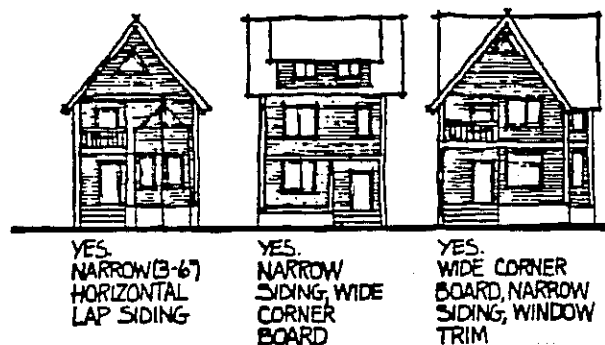 YES.
NARROW (3-6")
HORIZONTAL
LAP SIDING
YES.
NARROW
SIDING, WIDE
CORNER
BOARD
YES.
WIDE CORNER
BOARD, NARROW
SIDING, WINDOW
TRIM